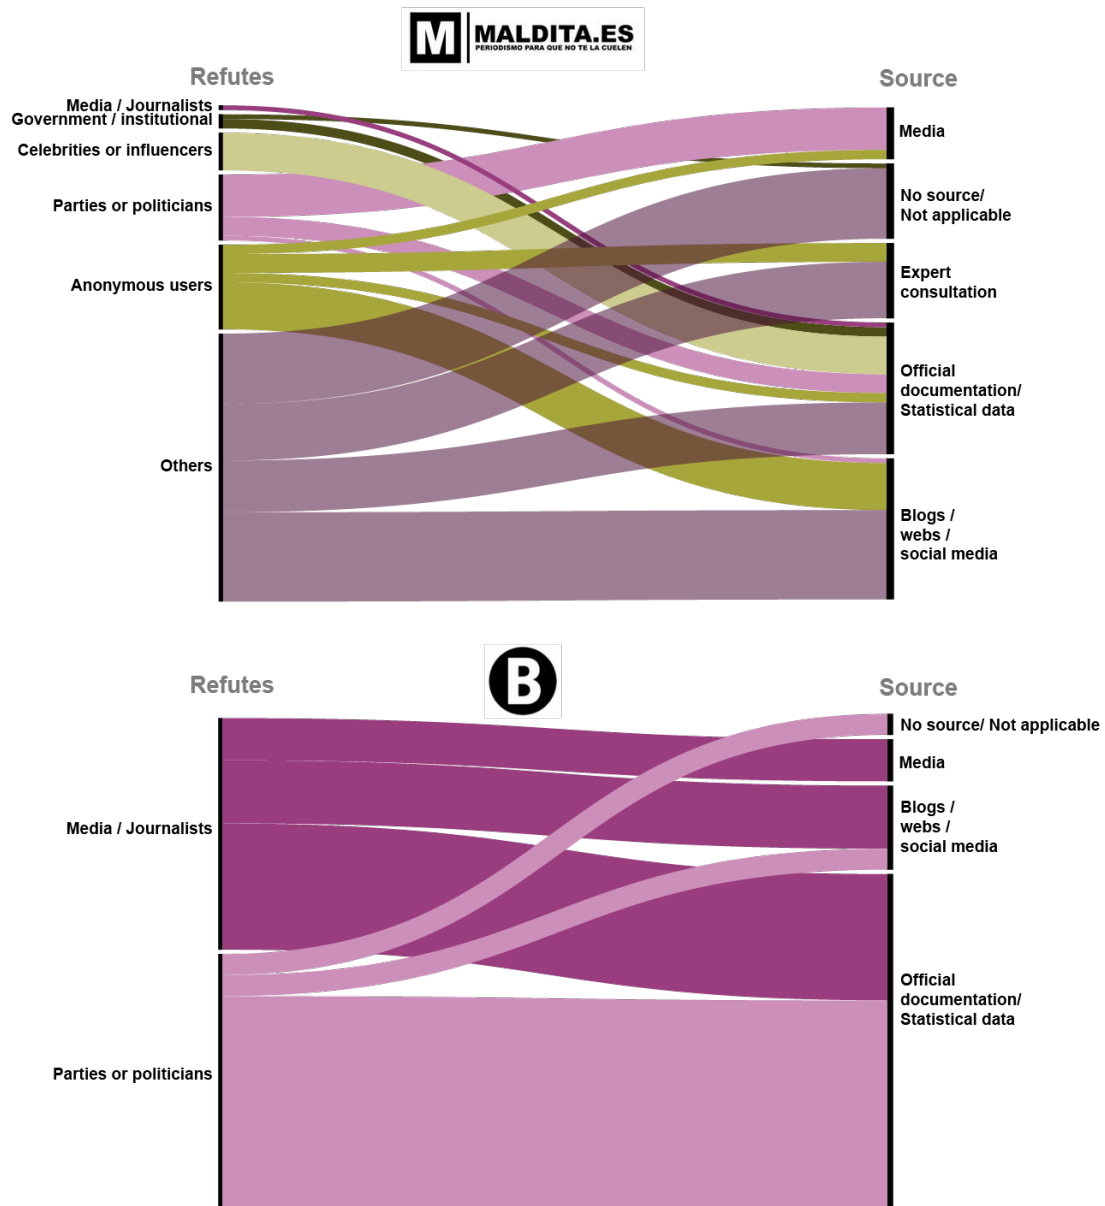 M MALDITA.ES
PERIODISMO PARA QUE NO TE LA CUELEN
Refutes
Source
Media / Journalists
Government / institutional
Celebrities or influencers
Parties or politicians
Anonymous users
Others
Media
No source/
Not applicable
Expert
consultation
Official
documentation/
Statistical data
Blogs /
webs /
social media
B
Refutes
Source
Media / Journalists
Parties or politicians
No source/ Not applicable
Media
Blogs /
webs /
social media
Official
documentation/
Statistical data